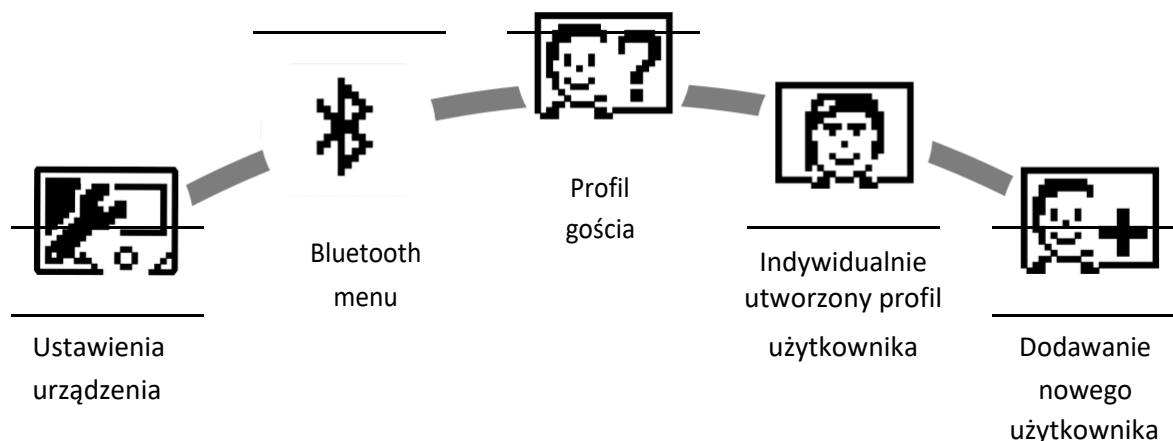 Ustawienia
urządzenia
Bluetooth
menu
Profil
gościa
Indywidualnie
utworzony profil
użytkownika
Dodawanie
nowego
użytkownika